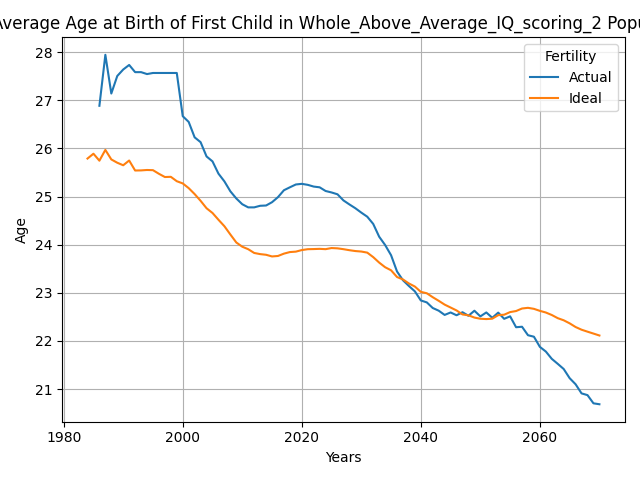 Average Age at Birth of First Child in Whole_Above_Average_IQ_scoring_2
Fertility
Actual
Ideal
Age
28
27
26
25
24
23
22
21
1980
2000
2020
2040
2060
Years